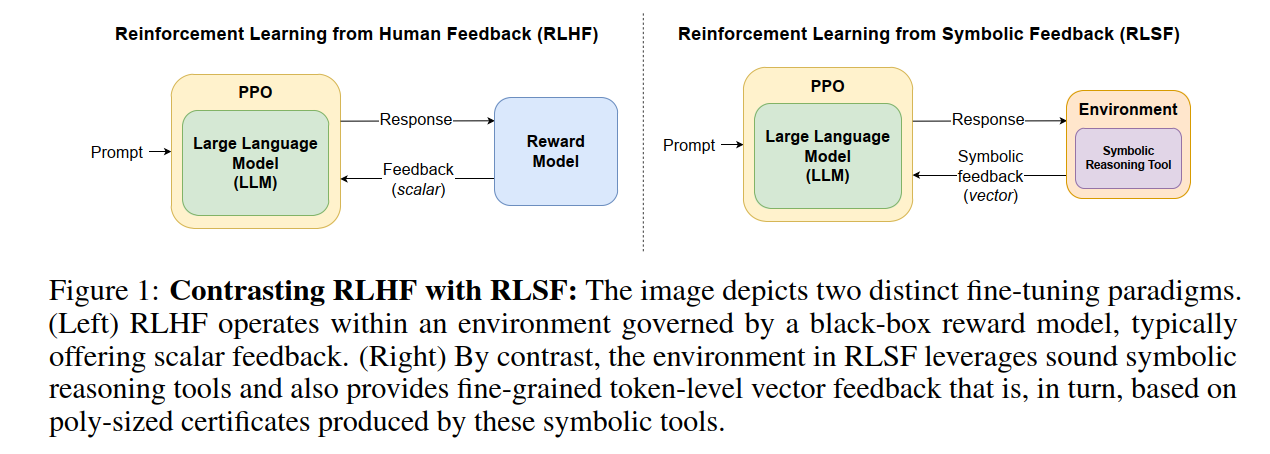 Reinforcement Learning from Human Feedback (RLHF)
PPO
Large Language
Model
(LLM)
Prompt
Response
Feedback
(scalar)
Reward
Model
Reinforcement Learning from Symbolic Feedback (RLSF)
PPO
Large Language
Model
(LLM)
Prompt
Response
Symbolic
feedback
(vector)
Environment
Symbolic
Reasoning Tool
Figure 1: Contrasting RLHF with RLSF: The image depicts two distinct fine-tuning paradigms.
(Left) RLHF operates within an environment governed by a black-box reward model, typically
offering scalar feedback. (Right) By contrast, the environment in RLSF leverages sound symbolic
reasoning tools and also provides fine-grained token-level vector feedback that is, in turn, based on
poly-sized certificates produced by these symbolic tools.